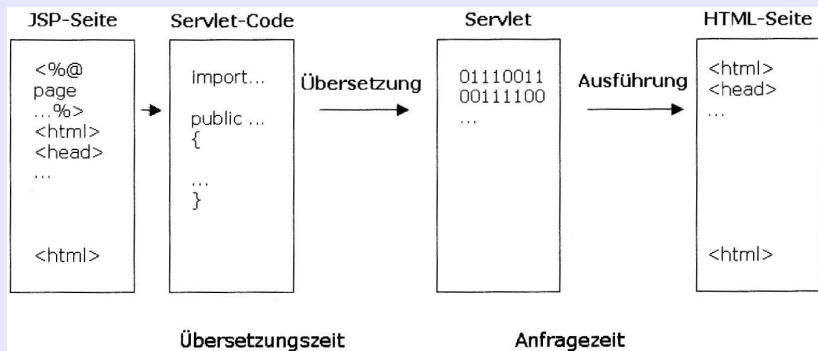 JSP-Seite
<%@
page
...%>
<html>
<head>
...
<html>
Servlet-Code
import...
public ...
{
...
}
Übersetzung
Servlet
01110011
00111100
...
Ausführung
HTML-Seite
<html>
<head>
...
<html>
Übersetzungszeit
Anfragezeit